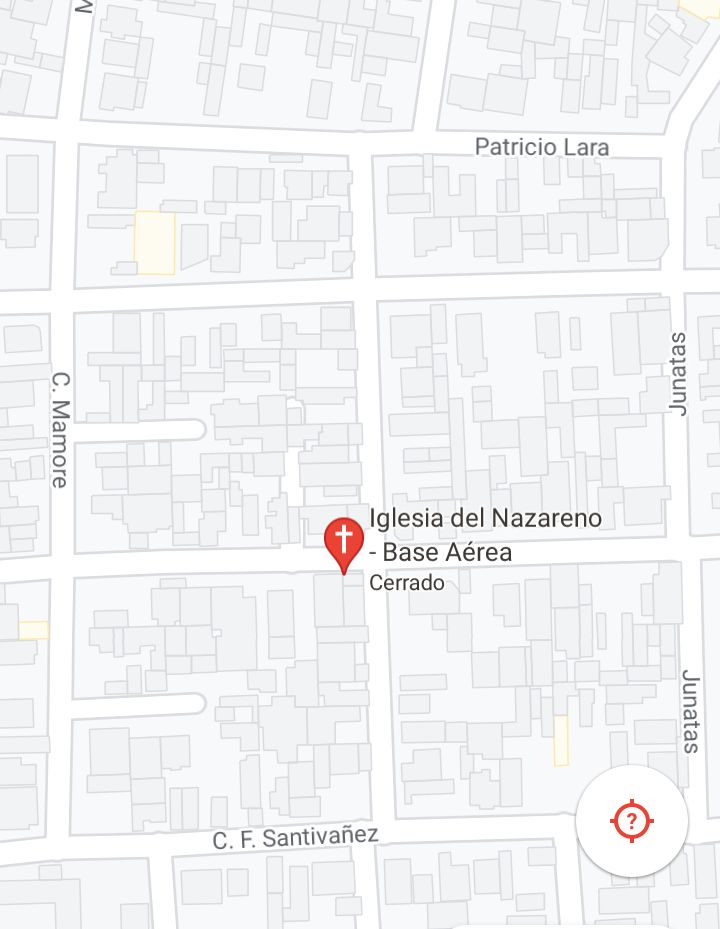 M
Patricio Lara
Junatas
C. Mamore
Iglesia del Nazareno
- Base Aérea
Cerrado
Junatas
C. F. Santivañez
?